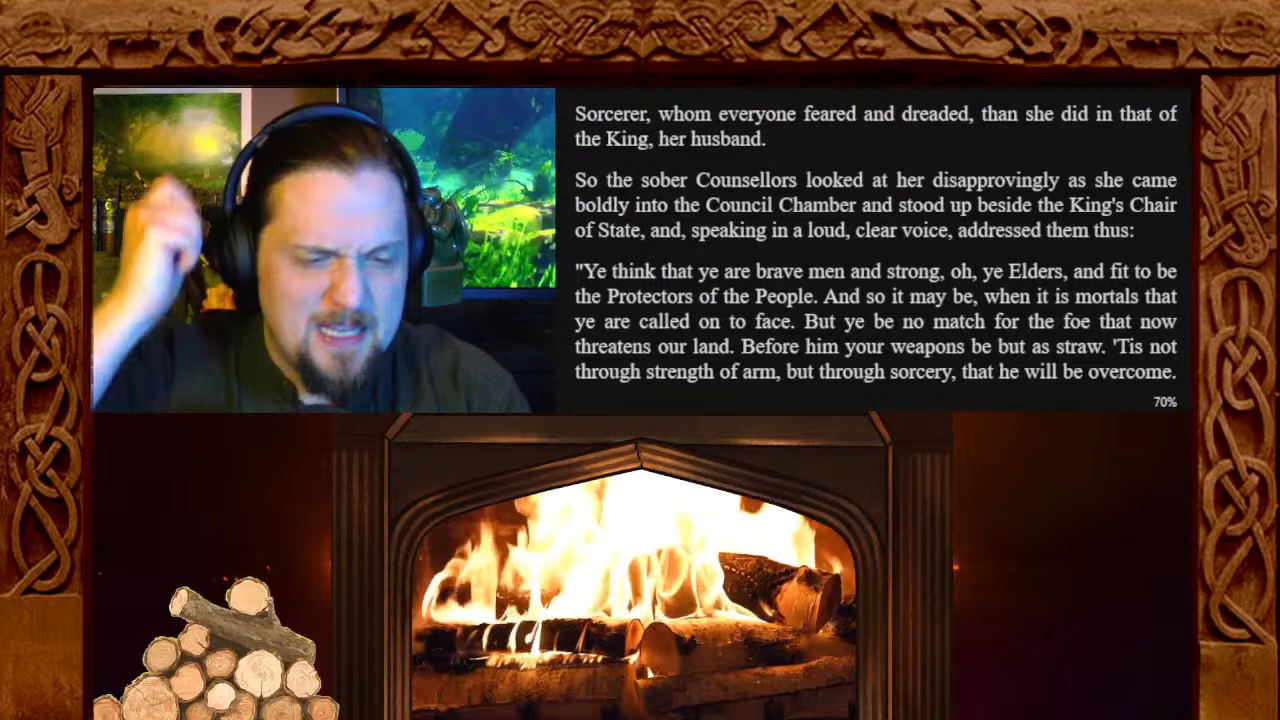 Sorcerer, whom everyone feared and dreaded, than she did in that of
the King, her husband.
So the sober Counsellors looked at her disapprovingly as she came
boldly into the Council Chamber and stood up beside the King's Chair
of State, and, speaking in a loud, clear voice, addressed them thus:
"Ye think that ye are brave men and strong, oh, ye Elders, and fit to be
the Protectors of the People. And so it may be, when it is mortals that
ye are called on to face. But ye be no match for the foe that now
threatens our land. Before him your weapons be but as straw. 'Tis not
through strength of arm, but through sorcery, that he will be overcome.
70%